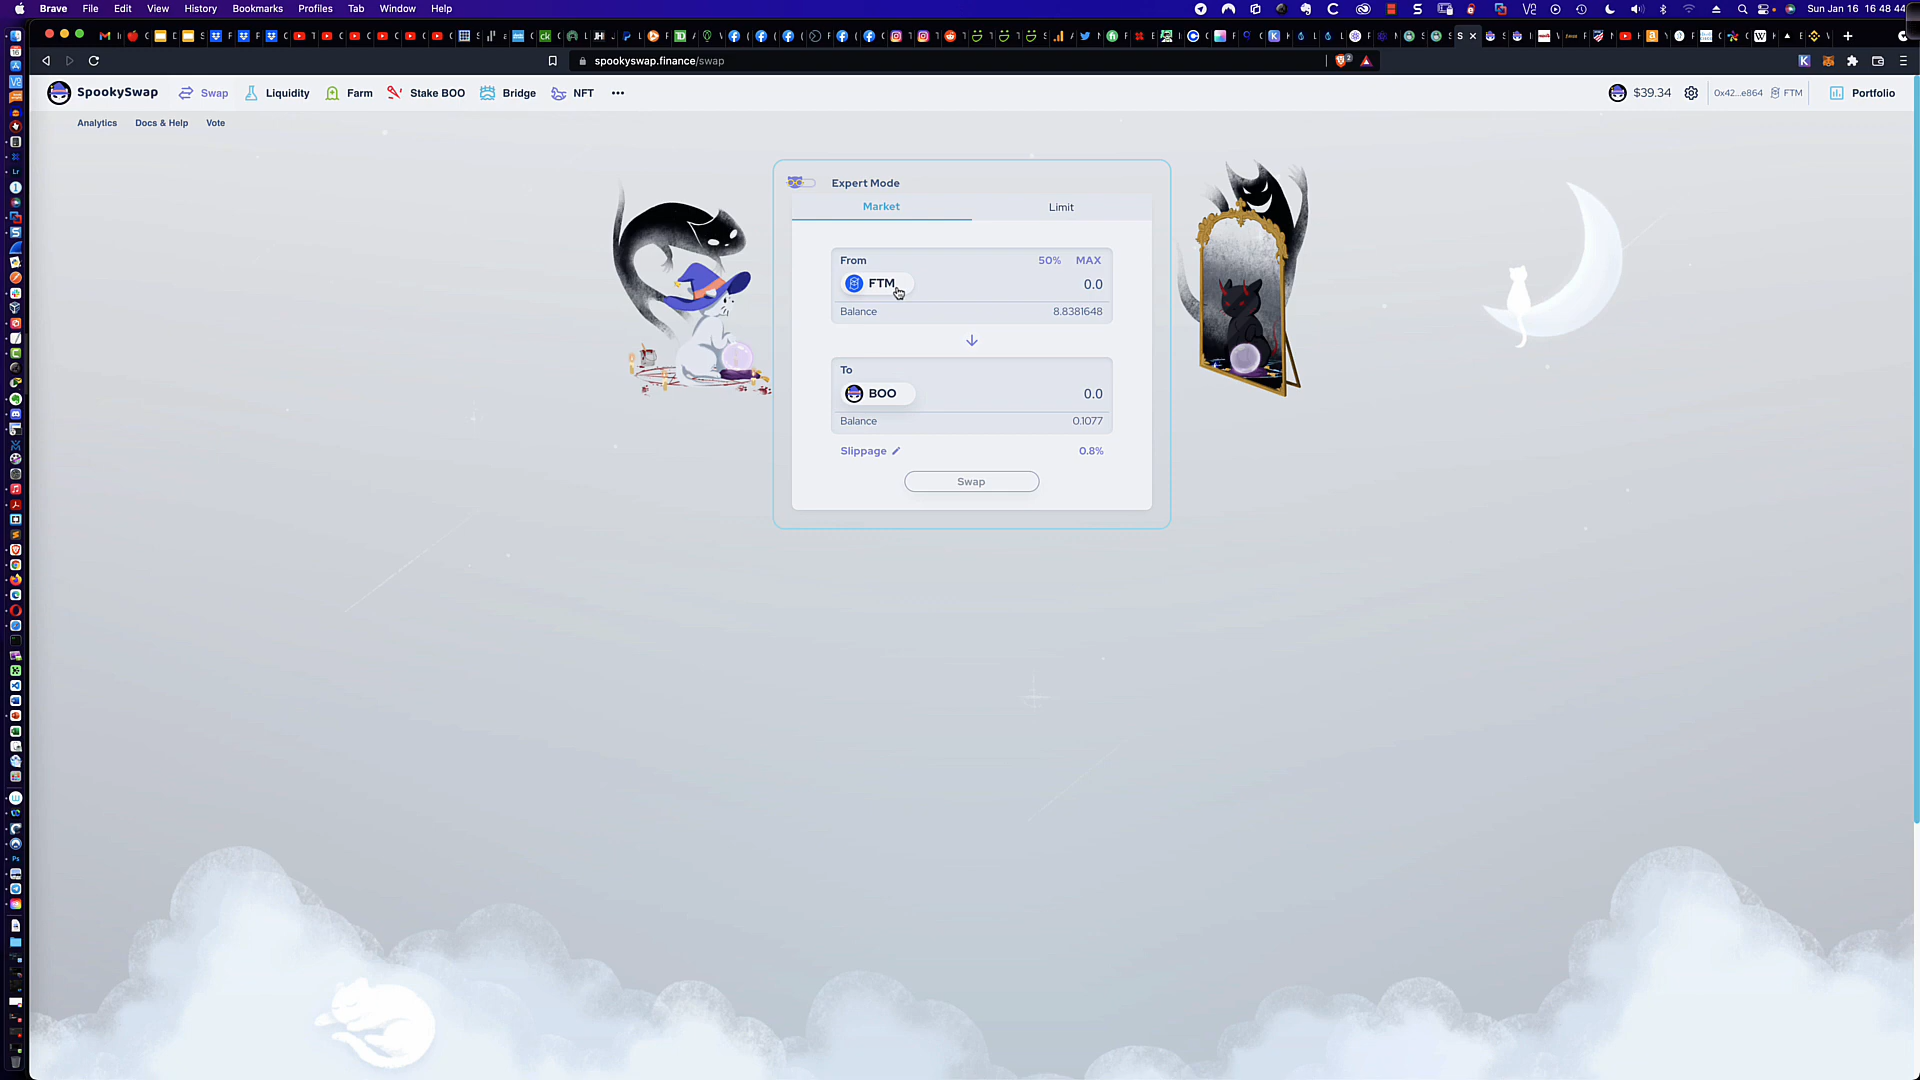 Brave File Edit View History Bookmarks Profiles Tab Window Help
Sun Jan 16 16 48 44
spookyswap.finance/swap
SpookySwap Swap Liquidity Farm Stake BOO Bridge NFT
$39.34 0x42...e864 FTM Portfolio
Analytics Docs & Help Vote
Expert Mode
Market Limit
From 50% MAX
FTM 0.0
Balance 8.8381648
To
BOO 0.0
Balance 0.1077
Slippage 0.8%
Swap